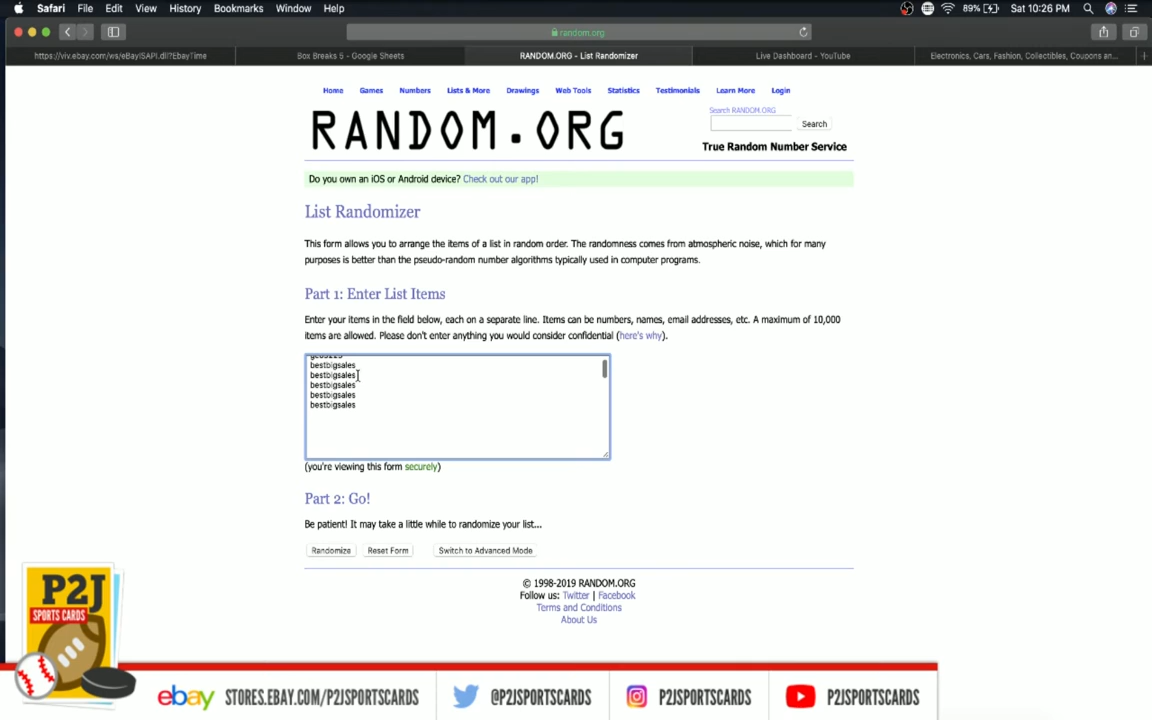 Safari File Edit View History Bookmarks Window Help 89% Sat 10:26 PM
random.org
https://viv.ebay.com/ws/eBayISAPI.dll?EbayTime Box Breaks 5 - Google Sheets RANDOM.ORG - List Randomizer Live Dashboard - YouTube Electronics, Cars, Fashion, Collectibles, Coupons an...
Home Games Numbers Lists & More Drawings Web Tools Statistics Testimonials Learn More Login
RANDOM.ORG
Search RANDOM.ORG
Search
True Random Number Service
Do you own an iOS or Android device? Check out our app!
List Randomizer
This form allows you to arrange the items of a list in random order. The randomness comes from atmospheric noise, which for many
purposes is better than the pseudo-random number algorithms typically used in computer programs.
Part 1: Enter List Items
Enter your items in the field below, each on a separate line. Items can be numbers, names, email addresses, etc. A maximum of 10,000
items are allowed. Please don't enter anything you would consider confidential (here's why).
bestbigsales
bestbigsales
bestbigsales
bestbigsales
bestbigsales
(you're viewing this form securely)
Part 2: Go!
Be patient! It may take a little while to randomize your list...
Randomize Reset Form Switch to Advanced Mode
© 1998-2019 RANDOM.ORG
Follow us: Twitter | Facebook
Terms and Conditions
About Us
P2J
SPORTS CARDS
ebay STORES.EBAY.COM/P2JSPORTSCARDS @P2JSPORTSCARDS P2JSPORTSCARDS P2JSPORTSCARDS